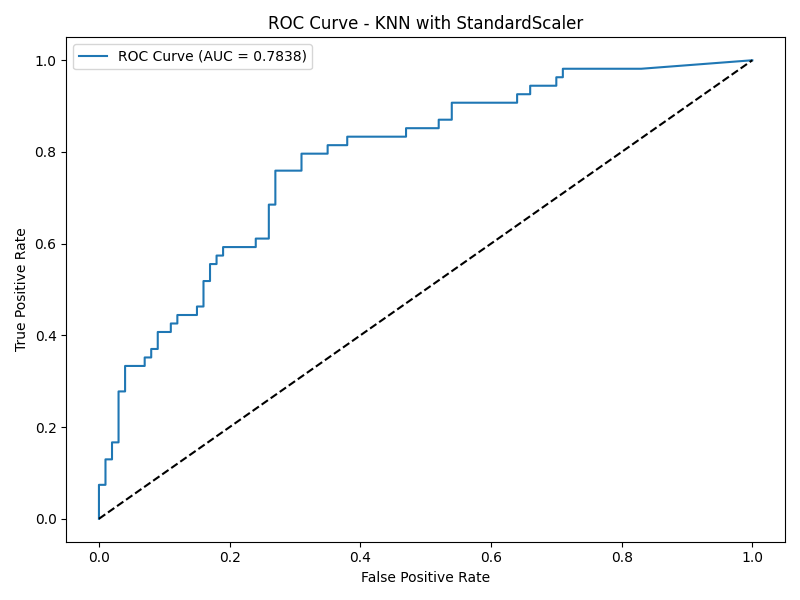 ROC Curve - KNN with StandardScaler
ROC Curve (AUC = 0.7838)
1.0
0.8
0.6
0.4
0.2
0.0
True Positive Rate
0.0 0.2 0.4 0.6 0.8 1.0
False Positive Rate